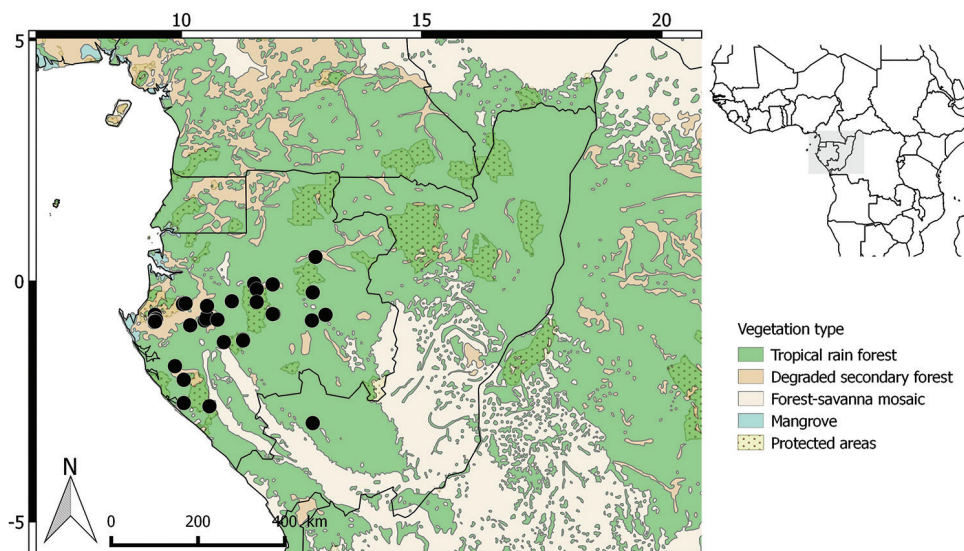 10 15 20
5
0
-5
N
0 200 400 km
Vegetation type
Tropical rain forest
Degraded secondary forest
Forest-savanna mosaic
Mangrove
Protected areas